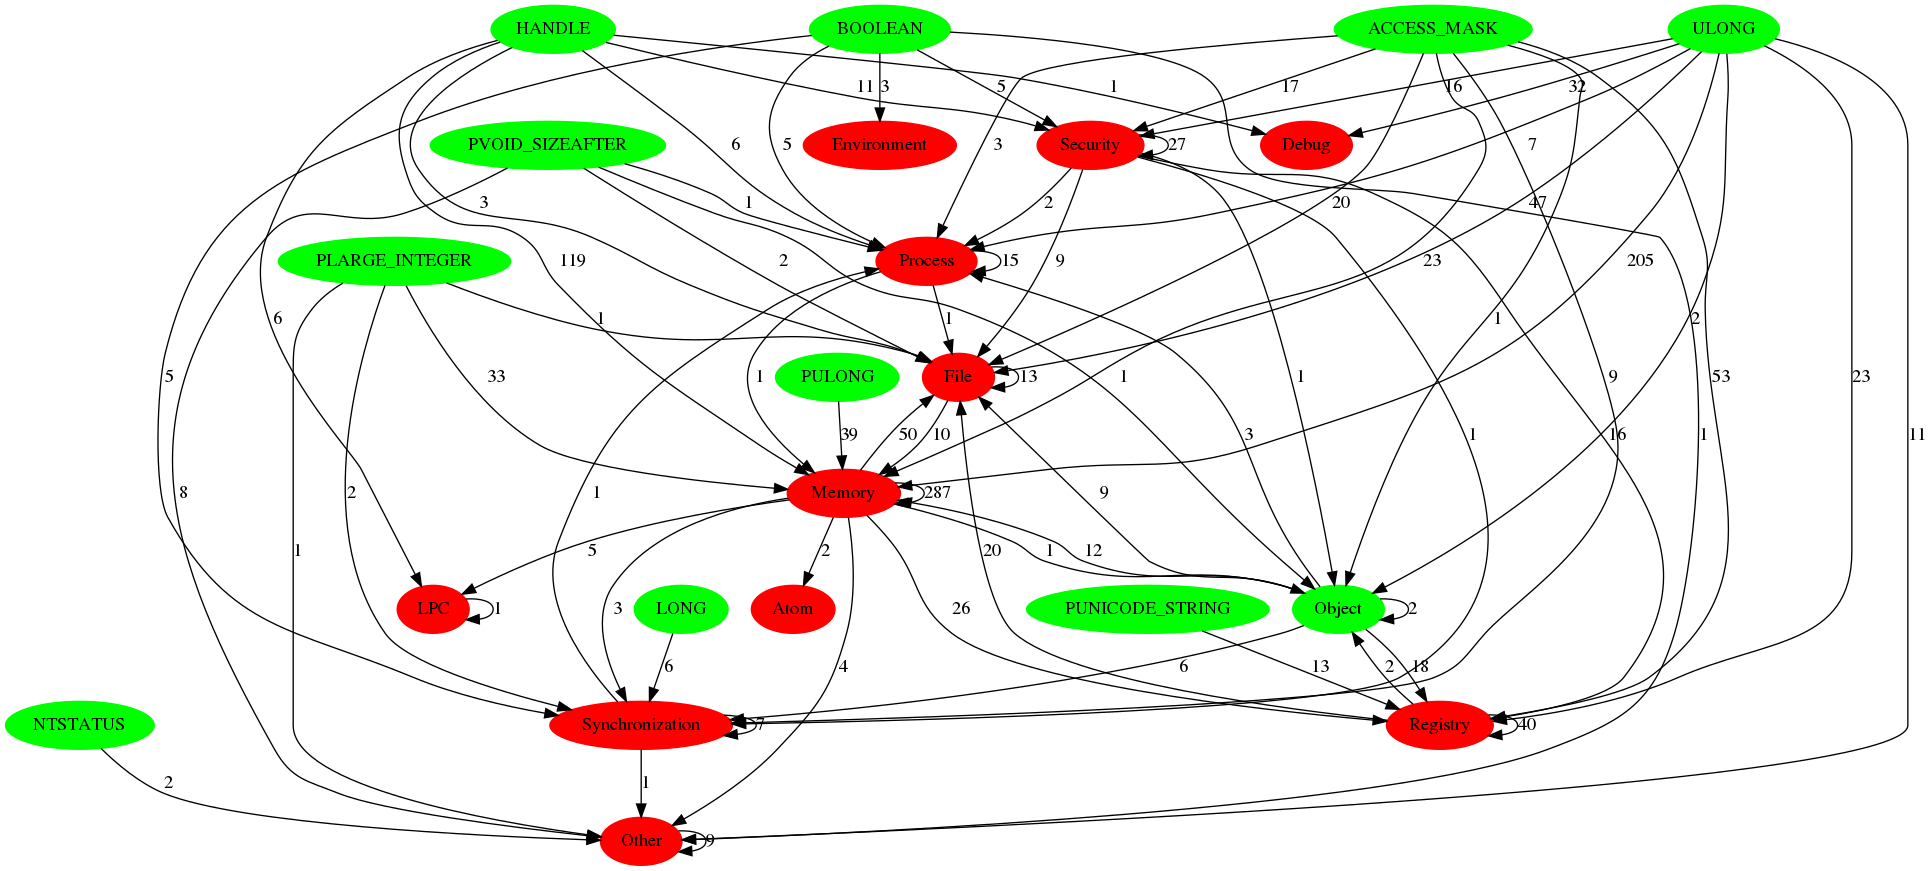 HANDLE BOOLEAN ACCESS_MASK ULONG
11 3 5 17 16 1 32
PVOID_SIZEAFTER Environment Security Debug
6 5 3 27 7 9
3 1 2 20 47
PLARGE_INTEGER Process
119 2 15 9 23 205
6 1 1 1 2
PULONG File
5 33 1 13 1 1 9 53 23
39 50 10 9 3 1 16 1 11
8 2 1 Memory 287
1 5 2 1 12 20
LPC Atom PUNICODE_STRING Object
1 3 LONG 26 2
6 4 6 13 2 18
NTSTATUS Synchronization Registry
7 40
2 1
Other
9